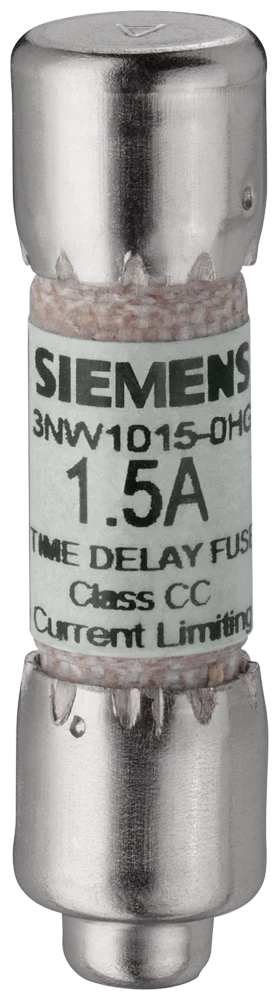 SIEMENS
3NW1015-0HG
1.5A
TIME DELAY FUSE
Class CC
Current Limiting